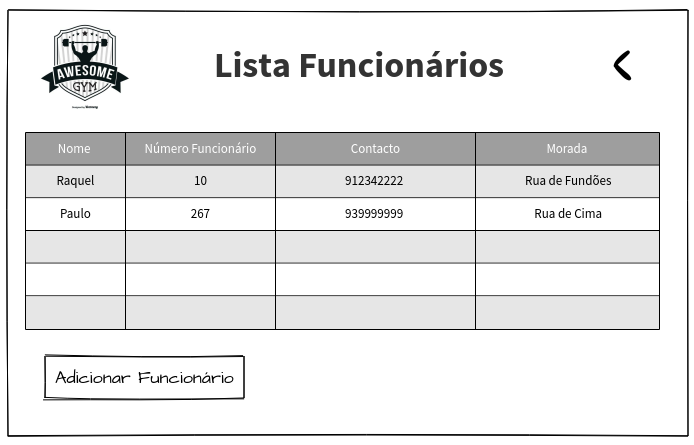 AWESOME
GYM
Lista Funcionários
Nome Número Funcionário Contacto Morada
Raquel 10 912342222 Rua de Fundões
Paulo 267 939999999 Rua de Cima
Adicionar Funcionário